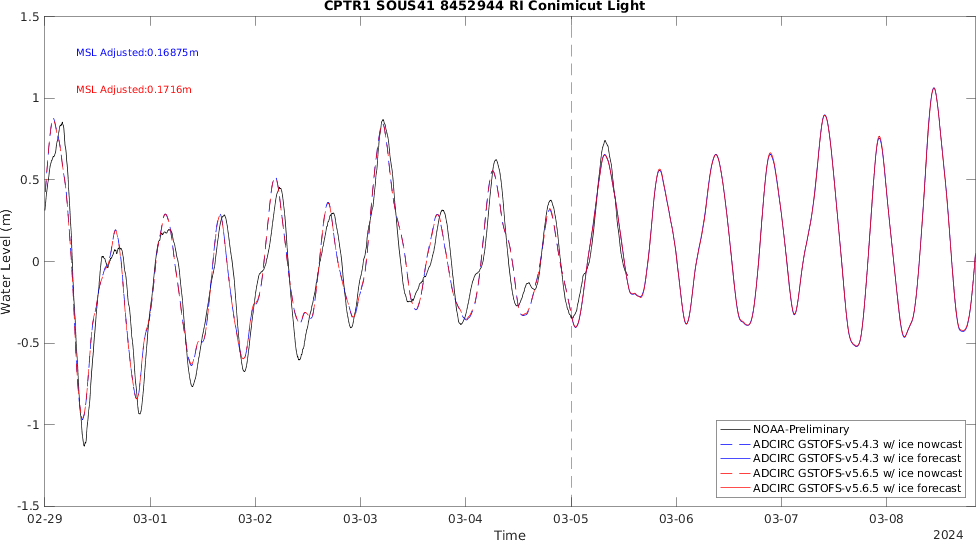 CPTR1 SOUS41 8452944 RI Conimicut Light
1.5
MSL Adjusted:0.16875m
MSL Adjusted:0.1716m
1
0.5
0
-0.5
-1
-1.5
Water Level (m)
NOAA-Preliminary
ADCIRC GSTOFS-v5.4.3 w/ ice nowcast
ADCIRC GSTOFS-v5.4.3 w/ ice forecast
ADCIRC GSTOFS-v5.6.5 w/ ice nowcast
ADCIRC GSTOFS-v5.6.5 w/ ice forecast
02-29 03-01 03-02 03-03 03-04 03-05 03-06 03-07 03-08
Time
2024